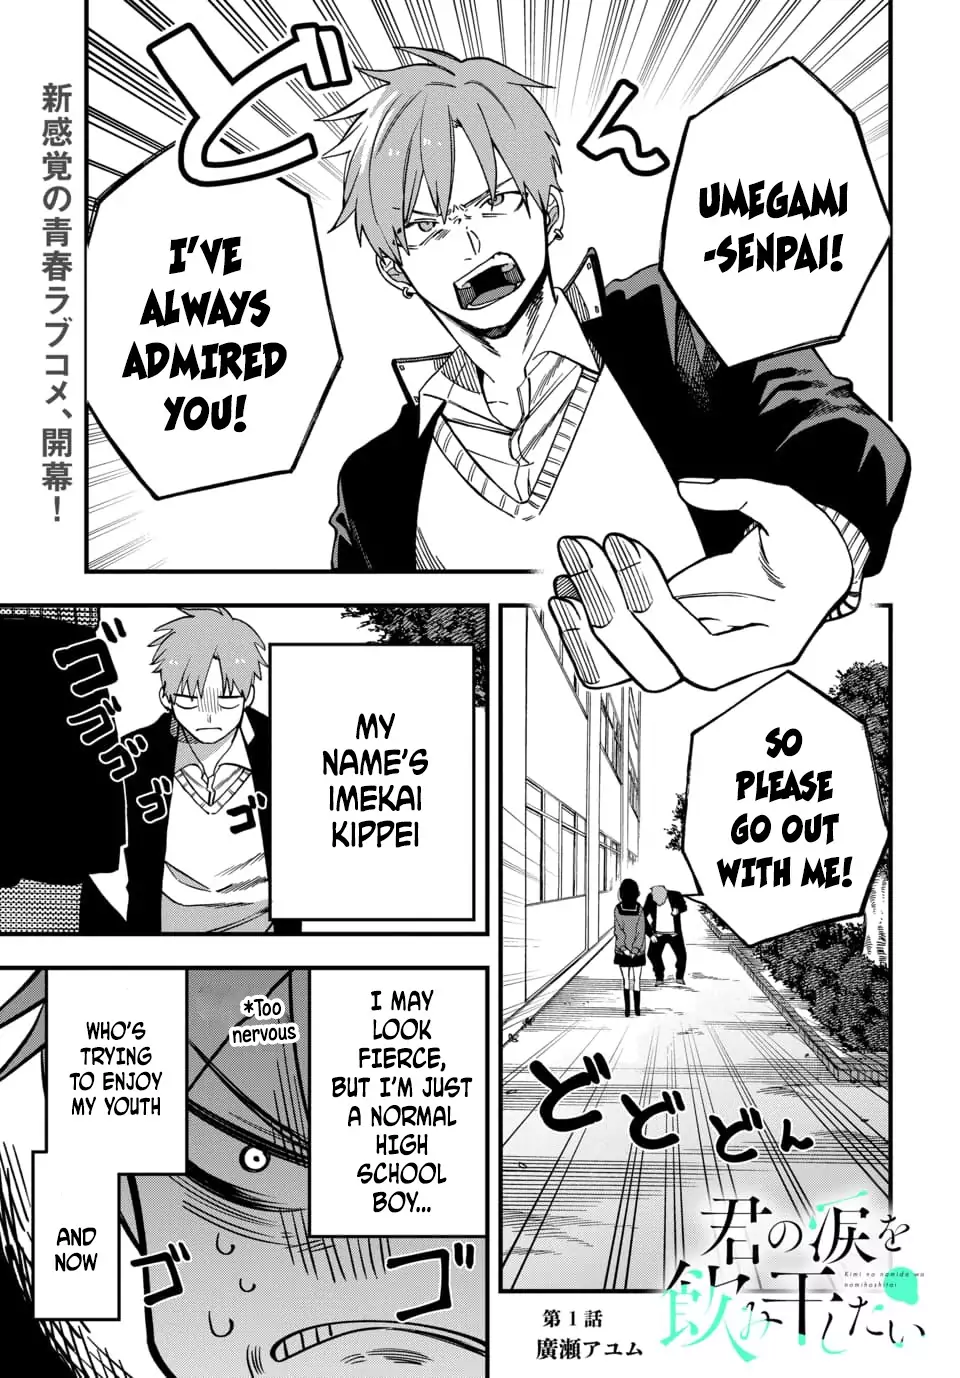 新感覚の青春ラブコメ、開幕!
どん
UMEGAMI
-SENPAI!
I'VE
ALWAYS
ADMIRED
YOU!
SO
PLEASE
GO OUT
WITH ME!
どどどん
君の涙を
飲み干したい
Kimi no namida wo
nomihoshitai
第1話
廣瀬アユム
MY
NAME'S
IMEKAI
KIPPEI
ゴゴゴゴ
ゴゴ
I MAY
LOOK
FIERCE,
BUT I'M JUST
A NORMAL
HIGH
SCHOOL
BOY...
*Too
nervous
WHO'S
TRYING
TO ENJOY
MY YOUTH
AND
NOW